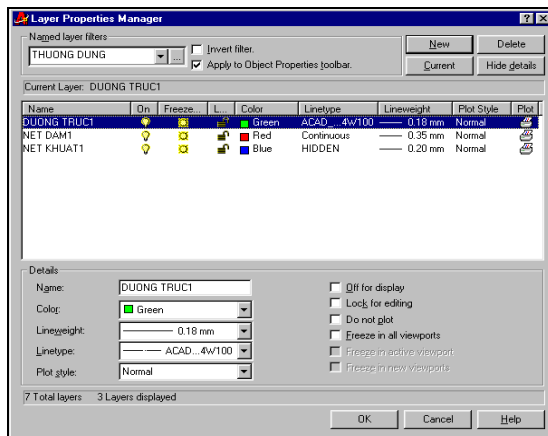 Layer Properties Manager
Named layer filters
THUONG DUNG ...
Invert filter.
Apply to Object Properties toolbar.
New Delete
Current Hide details
Current Layer: DUONG TRUC1
Name On Freeze... L... Color Linetype Lineweight Plot Style Plot
DUONG TRUC1 Green ACAD_...4W100 0.18 mm Normal
NET DAM1 Red Continuous 0.35 mm Normal
NET KHUAT1 Blue HIDDEN 0.20 mm Normal
Details
Name: DUONG TRUC1
Color: Green
Lineweight: 0.18 mm
Linetype: ACAD...4W100
Plot style: Normal
Off for display
Lock for editing
Do not plot
Freeze in all viewports
Freeze in active viewport
Freeze in new viewports
7 Total layers 3 Layers displayed
OK Cancel Help